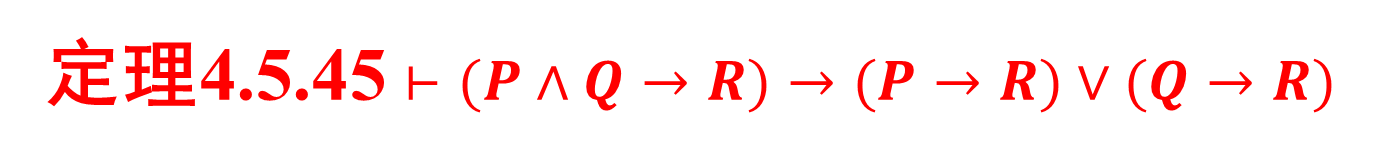 定理4.5.45 ⊢ (P ∧ Q → R) → (P → R) ∨ (Q → R)